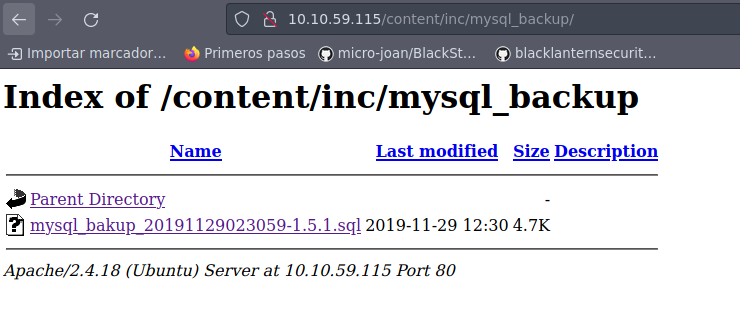 10.10.59.115/content/inc/mysql_backup/
Importar marcador… Primeros pasos micro-joan/BlackSt… blacklanternsecurit…
Index of /content/inc/mysql_backup
Name Last modified Size Description
Parent Directory -
mysql_bakup_20191129023059-1.5.1.sql 2019-11-29 12:30 4.7K
Apache/2.4.18 (Ubuntu) Server at 10.10.59.115 Port 80